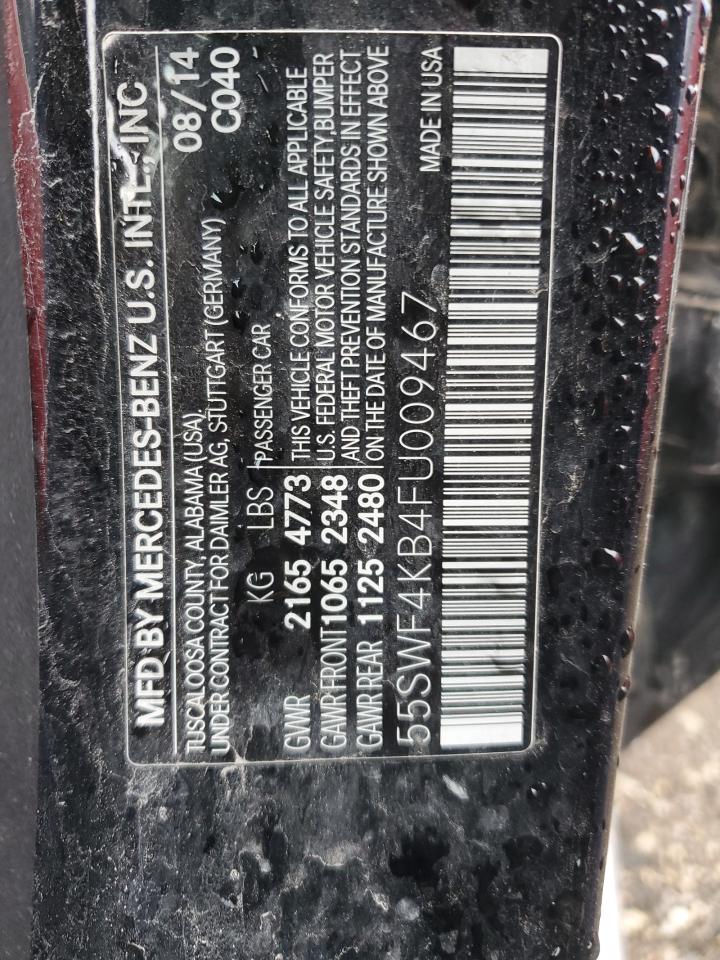 MFD BY MERCEDES-BENZ U.S. INTL., INC
TUSCALOOSA COUNTY, ALABAMA (USA) 08/14
UNDER CONTRACT FOR DAIMLER AG, STUTTGART (GERMANY) C040
KG LBS PASSENGER CAR
GVWR 2165 4773 THIS VEHICLE CONFORMS TO ALL APPLICABLE
GAWR FRONT 1065 2348 U.S. FEDERAL MOTOR VEHICLE SAFETY, BUMPER
GAWR REAR 1125 2480 AND THEFT PREVENTION STANDARDS IN EFFECT
ON THE DATE OF MANUFACTURE SHOWN ABOVE
55SWF4KB4FU009467 MADE IN USA